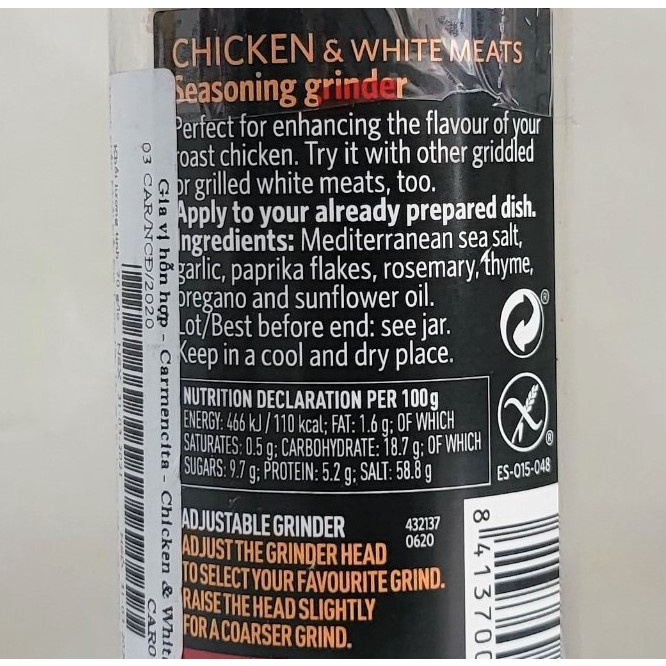 CHICKEN & WHITE MEATS
Seasoning grinder
Perfect for enhancing the flavour of your
roast chicken. Try it with other griddled
or grilled white meats, too.
Apply to your already prepared dish.
Ingredients: Mediterranean sea salt,
garlic, paprika flakes, rosemary, thyme,
oregano and sunflower oil.
Lot/Best before end: see jar.
Keep in a cool and dry place.
NUTRITION DECLARATION PER 100g
ENERGY: 466 kJ / 110 kcal; FAT: 1.6 g; OF WHICH
SATURATES: 0.5 g; CARBOHYDRATE: 18.7 g; OF WHICH
SUGARS: 9.7 g; PROTEIN: 5.2 g; SALT: 58.8 g
®
®
ES-015-048
ADJUSTABLE GRINDER
ADJUST THE GRINDER HEAD
TO SELECT YOUR FAVOURITE GRIND.
RAISE THE HEAD SLIGHTLY
FOR A COARSER GRIND.
432137
0620
8 413700
Gia vị hỗn hợp - Carmencita - Chicken & Whit
03 CAR/NCĐ/2020
CARO